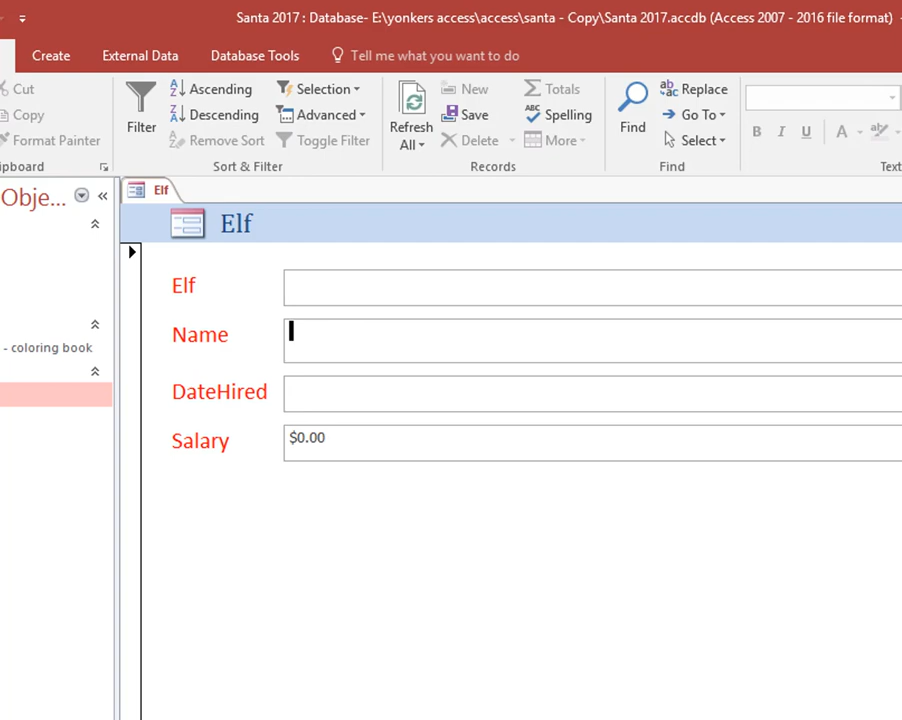 Santa 2017 : Database- E:\yonkers access\access\santa - Copy\Santa 2017.accdb (Access 2007 - 2016 file format)
Create External Data Database Tools Tell me what you want to do
Cut Ascending Selection New Totals Replace
Copy Descending Advanced Save Spelling Go To
Format Painter Remove Sort Toggle Filter Delete More Select
Filter Refresh All Find
B I U A
ipboard Sort & Filter Records Find Text
Obje... Elf
Elf
Elf
Name
- coloring book
DateHired
Salary $0.00